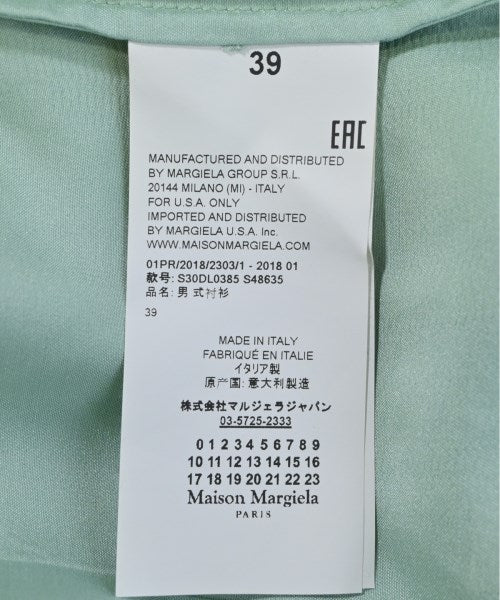 39
EAC
MANUFACTURED AND DISTRIBUTED
BY MARGIELA GROUP S.R.L.
20144 MILANO (MI) - ITALY
FOR U.S.A. ONLY
IMPORTED AND DISTRIBUTED
BY MARGIELA U.S.A. Inc.
WWW.MAISONMARGIELA.COM
01PR/2018/2303/1 - 2018 01
款号: S30DL0385 S48635
品名: 男式衬衫
39
MADE IN ITALY
FABRIQUÉ EN ITALIE
イタリア製
原产国: 意大利製造
株式会社マルジェラジャパン
03-5725-2333
0 1 2 3 4 5 6 7 8 9
10 11 12 13 14 15 16
17 18 19 20 21 22 23
Maison Margiela
PARIS